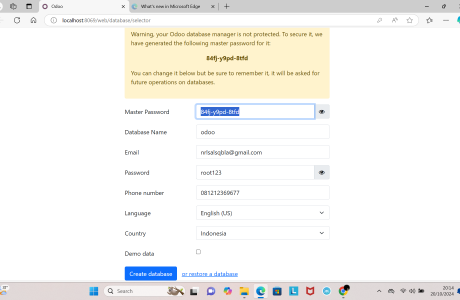 Odoo
What's new in Microsoft Edge
localhost:8069/web/database/selector
Warning, your Odoo database manager is not protected. To secure it, we
have generated the following master password for it:
84fj-y9pd-8tfd
You can change it below but be sure to remember it, it will be asked for
future operations on databases.
Master Password
84fj-y9pd-8tfd
Database Name
odoo
Email
nrlsalsqbla@gmail.com
Password
root123
Phone number
081212369677
Language
English (US)
Country
Indonesia
Demo data
Create database
or restore a database
Search
20:14
20/10/2024